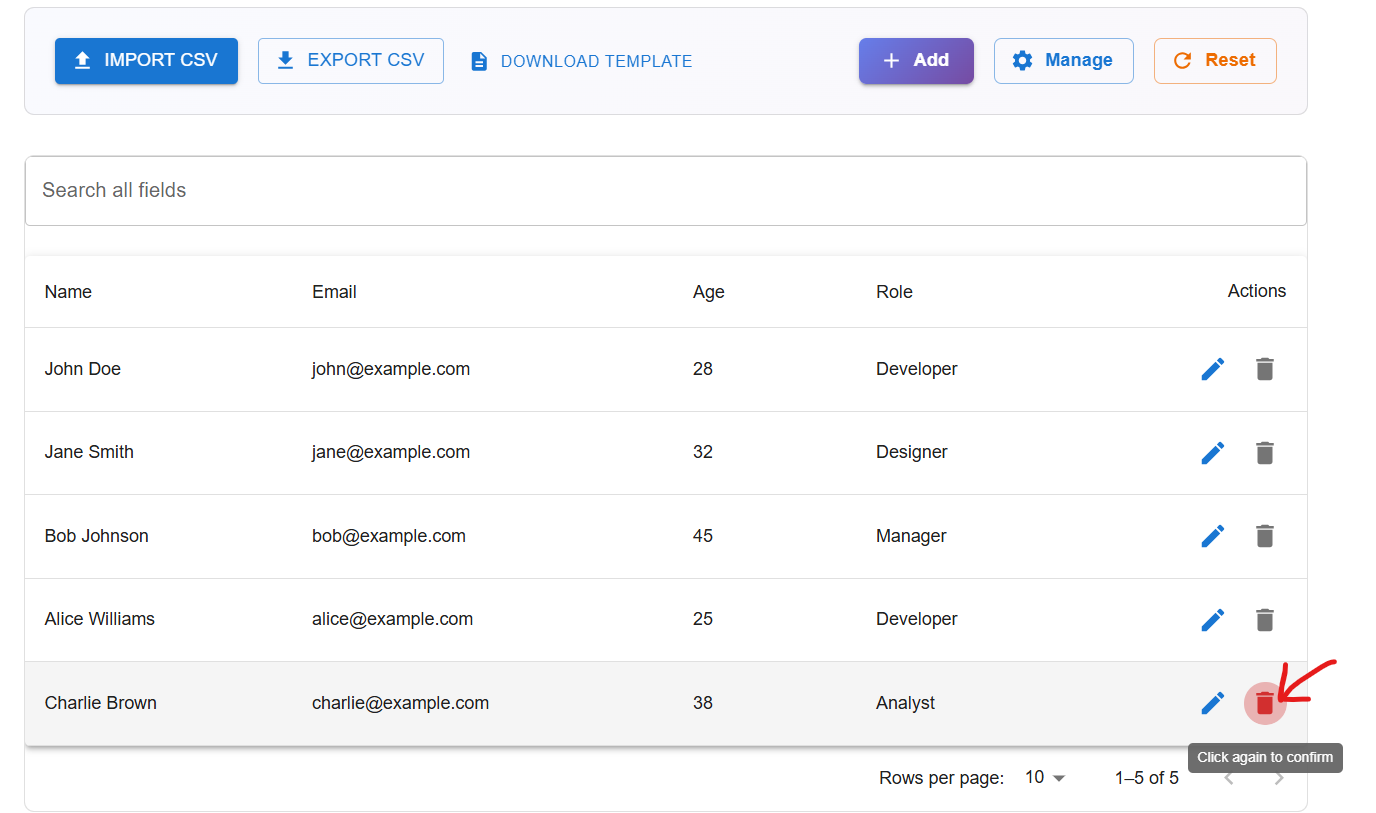 IMPORT CSV EXPORT CSV DOWNLOAD TEMPLATE Add Manage Reset
Search all fields
Name Email Age Role Actions
John Doe john@example.com 28 Developer
Jane Smith jane@example.com 32 Designer
Bob Johnson bob@example.com 45 Manager
Alice Williams alice@example.com 25 Developer
Charlie Brown charlie@example.com 38 Analyst
Click again to confirm
Rows per page: 10 1–5 of 5